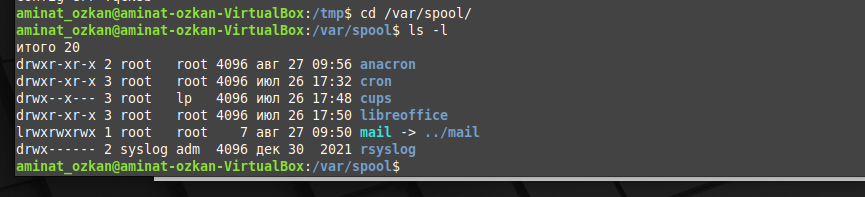 aminat_ozkan@aminat-ozkan-VirtualBox:/tmp$ cd /var/spool/
aminat_ozkan@aminat-ozkan-VirtualBox:/var/spool$ ls -l
итого 20
drwxr-xr-x 2 root   root 4096 авг 27 09:56 anacron
drwxr-xr-x 3 root   root 4096 июл 26 17:32 cron
drwx--x--- 3 root   lp   4096 июл 26 17:48 cups
drwxr-xr-x 3 root   root 4096 июл 26 17:50 libreoffice
lrwxrwxrwx 1 root   root    7 авг 27 09:50 mail -> ../mail
drwx------ 2 syslog adm  4096 дек 30  2021 rsyslog
aminat_ozkan@aminat-ozkan-VirtualBox:/var/spool$